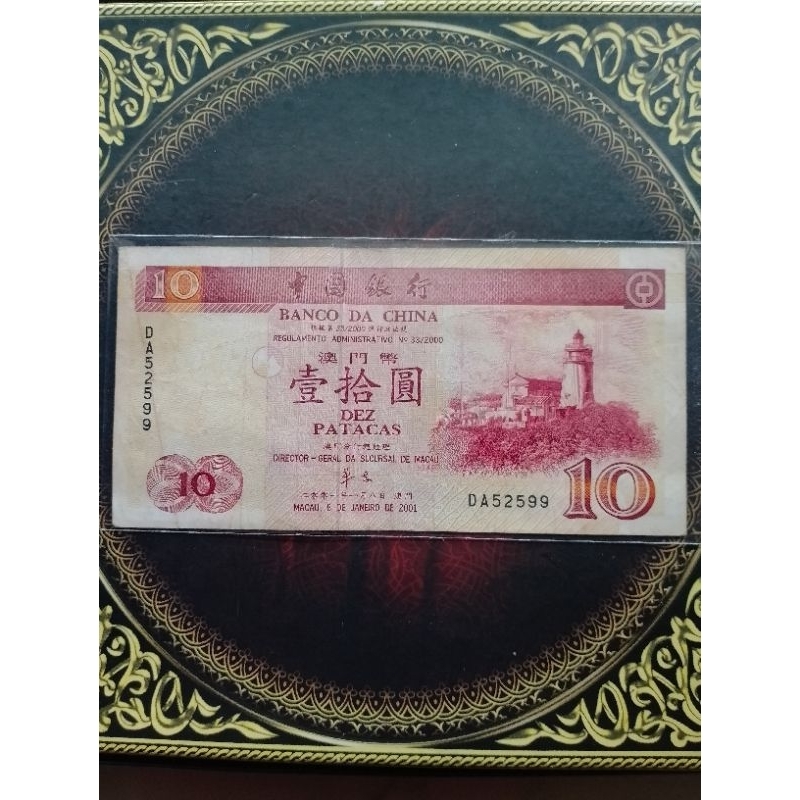 10 中國銀行
BANCO DA CHINA
REGULAMENTO ADMINISTRATIVO Nº 33/2000
澳門幣
壹拾圓
DEZ
PATACAS
DIRECTOR – GERAL DA SUCURSAL DE MACAU
MACAU, 8 DE JANEIRO DE 2001
DA52599
10
DA52599
10